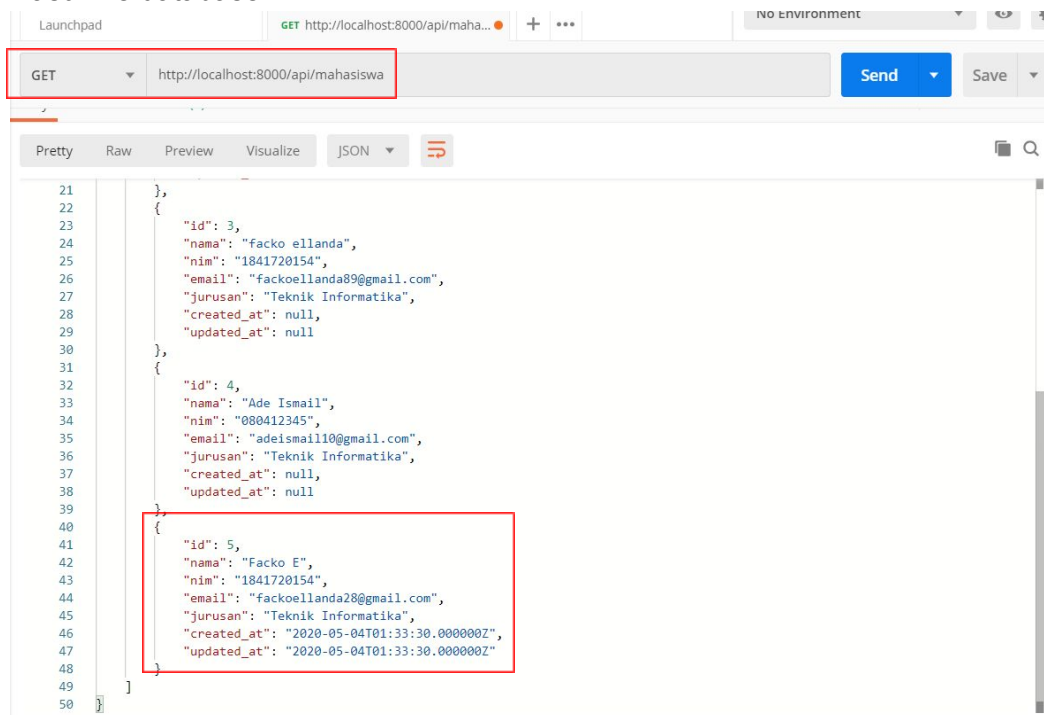 Launchpad GET http://localhost:8000/api/maha... No Environment
GET http://localhost:8000/api/mahasiswa Send Save
Pretty Raw Preview Visualize JSON
21 },
22 {
23 "id": 3,
24 "nama": "facko ellanda",
25 "nim": "1841720154",
26 "email": "fackoellanda89@gmail.com",
27 "jurusan": "Teknik Informatika",
28 "created_at": null,
29 "updated_at": null
30 },
31 {
32 "id": 4,
33 "nama": "Ade Ismail",
34 "nim": "080412345",
35 "email": "adeismail10@gmail.com",
36 "jurusan": "Teknik Informatika",
37 "created_at": null,
38 "updated_at": null
39 },
40 {
41 "id": 5,
42 "nama": "Facko E",
43 "nim": "1841720154",
44 "email": "fackoellanda28@gmail.com",
45 "jurusan": "Teknik Informatika",
46 "created_at": "2020-05-04T01:33:30.000000Z",
47 "updated_at": "2020-05-04T01:33:30.000000Z"
48 }
49 ]
50 }